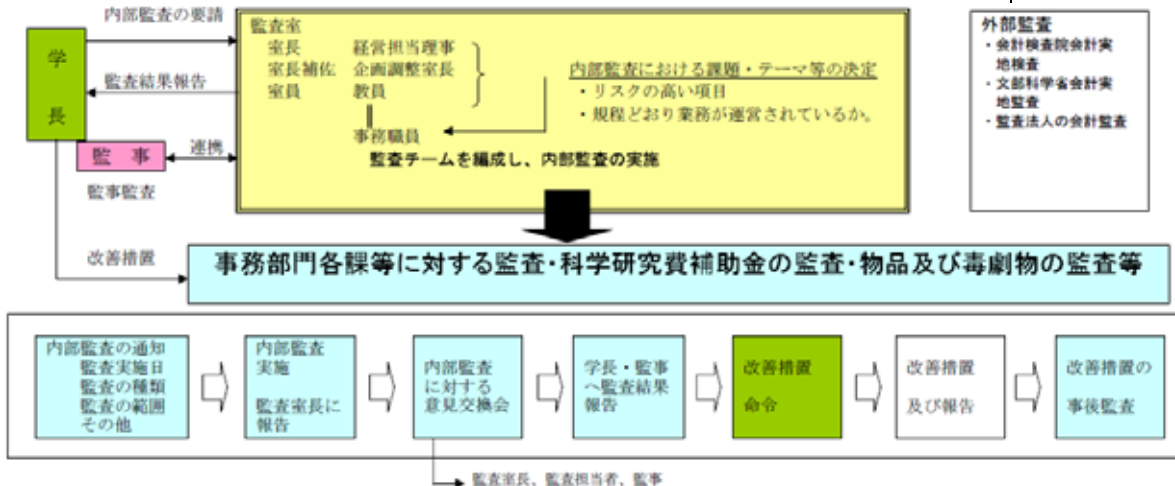 内部監査の要請
学
長
監査結果報告
監事
連携
監事監査
改善措置
監査室
室長 経営担当理事
室長補佐 企画調整室長
室員 教員
事務職員
内部監査における課題・テーマ等の決定
・リスクの高い項目
・規程どおり業務が運営されているか。
監査チームを編成し、内部監査の実施
外部監査
・会計検査院会計実
地検査
・文部科学省会計実
地監査
・監査法人の会計監査
事務部門各課等に対する監査・科学研究費補助金の監査・物品及び毒劇物の監査等
内部監査の通知
監査実施日
監査の種類
監査の範囲
その他
内部監査
実施
監査室長に
報告
内部監査
に対する
意見交換会
学長・監事
へ監査結果
報告
改善措置
命令
改善措置
及び報告
改善措置の
事後監査
監査室長、監査担当者、監事